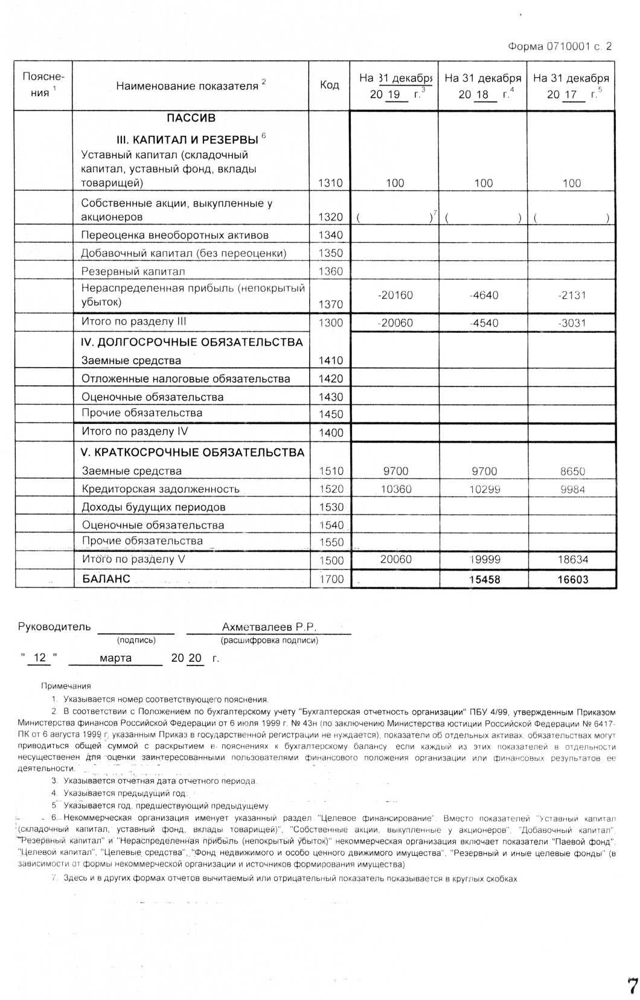 Форма 0710001 с. 2
Поясне-
ния 1
Наименование показателя 2
Код
На 31 декабря
20 19 г.3
На 31 декабря
20 18 г.4
На 31 декабря
20 17 г.5
ПАССИВ
III. КАПИТАЛ И РЕЗЕРВЫ 6
Уставный капитал (складочный
капитал, уставный фонд, вклады
товарищей) 1310 100 100 100
Собственные акции, выкупленные у
акционеров 1320 ( )7 ( ) ( )
Переоценка внеоборотных активов 1340
Добавочный капитал (без переоценки) 1350
Резервный капитал 1360
Нераспределенная прибыль (непокрытый
убыток) 1370 -20160 -4640 -2131
Итого по разделу III 1300 -20060 -4540 -3031
IV. ДОЛГОСРОЧНЫЕ ОБЯЗАТЕЛЬСТВА
Заемные средства 1410
Отложенные налоговые обязательства 1420
Оценочные обязательства 1430
Прочие обязательства 1450
Итого по разделу IV 1400
V. КРАТКОСРОЧНЫЕ ОБЯЗАТЕЛЬСТВА
Заемные средства 1510 9700 9700 8650
Кредиторская задолженность 1520 10360 10299 9984
Доходы будущих периодов 1530
Оценочные обязательства 1540
Прочие обязательства 1550
Итого по разделу V 1500 20060 19999 18634
БАЛАНС 1700 15458 16603
Руководитель Ахметвалеев Р.Р.
(подпись) (расшифровка подписи)
" 12 " марта 20 20 г.
Примечания
1. Указывается номер соответствующего пояснения.
2. В соответствии с Положением по бухгалтерскому учету "Бухгалтерская отчетность организации" ПБУ 4/99, утвержденным Приказом
Министерства финансов Российской Федерации от 6 июля 1999 г. № 43н (по заключению Министерства юстиции Российской Федерации № 6417-
ПК от 6 августа 1999 г. указанным Приказ в государственной регистрации не нуждается), показатели об отдельных активах, обязательствах могут
приводиться общей суммой с раскрытием в пояснениях к бухгалтерскому балансу, если каждый из этих показателей в отдельности
несущественен для оценки заинтересованными пользователями финансового положения организации или финансовых результатов ее
деятельности.
3. Указывается отчетная дата отчетного периода.
4. Указывается предыдущий год.
5. Указывается год, предшествующий предыдущему
6. Некоммерческая организация именует указанный раздел "Целевое финансирование". Вместо показателей "Уставный капитал
(складочный капитал, уставный фонд, вклады товарищей)", "Собственные акции, выкупленные у акционеров", "Добавочный капитал",
"Резервный капитал" и "Нераспределенная прибыль (непокрытый убыток)" некоммерческая организация включает показатели "Паевой фонд",
"Целевой капитал", "Целевые средства", "Фонд недвижимого и особо ценного движимого имущества", "Резервный и иные целевые фонды" (в
зависимости от формы некоммерческой организации и источников формирования имущества)
7. Здесь и в других формах отчетов вычитаемый или отрицательный показатель показывается в круглых скобках.
7